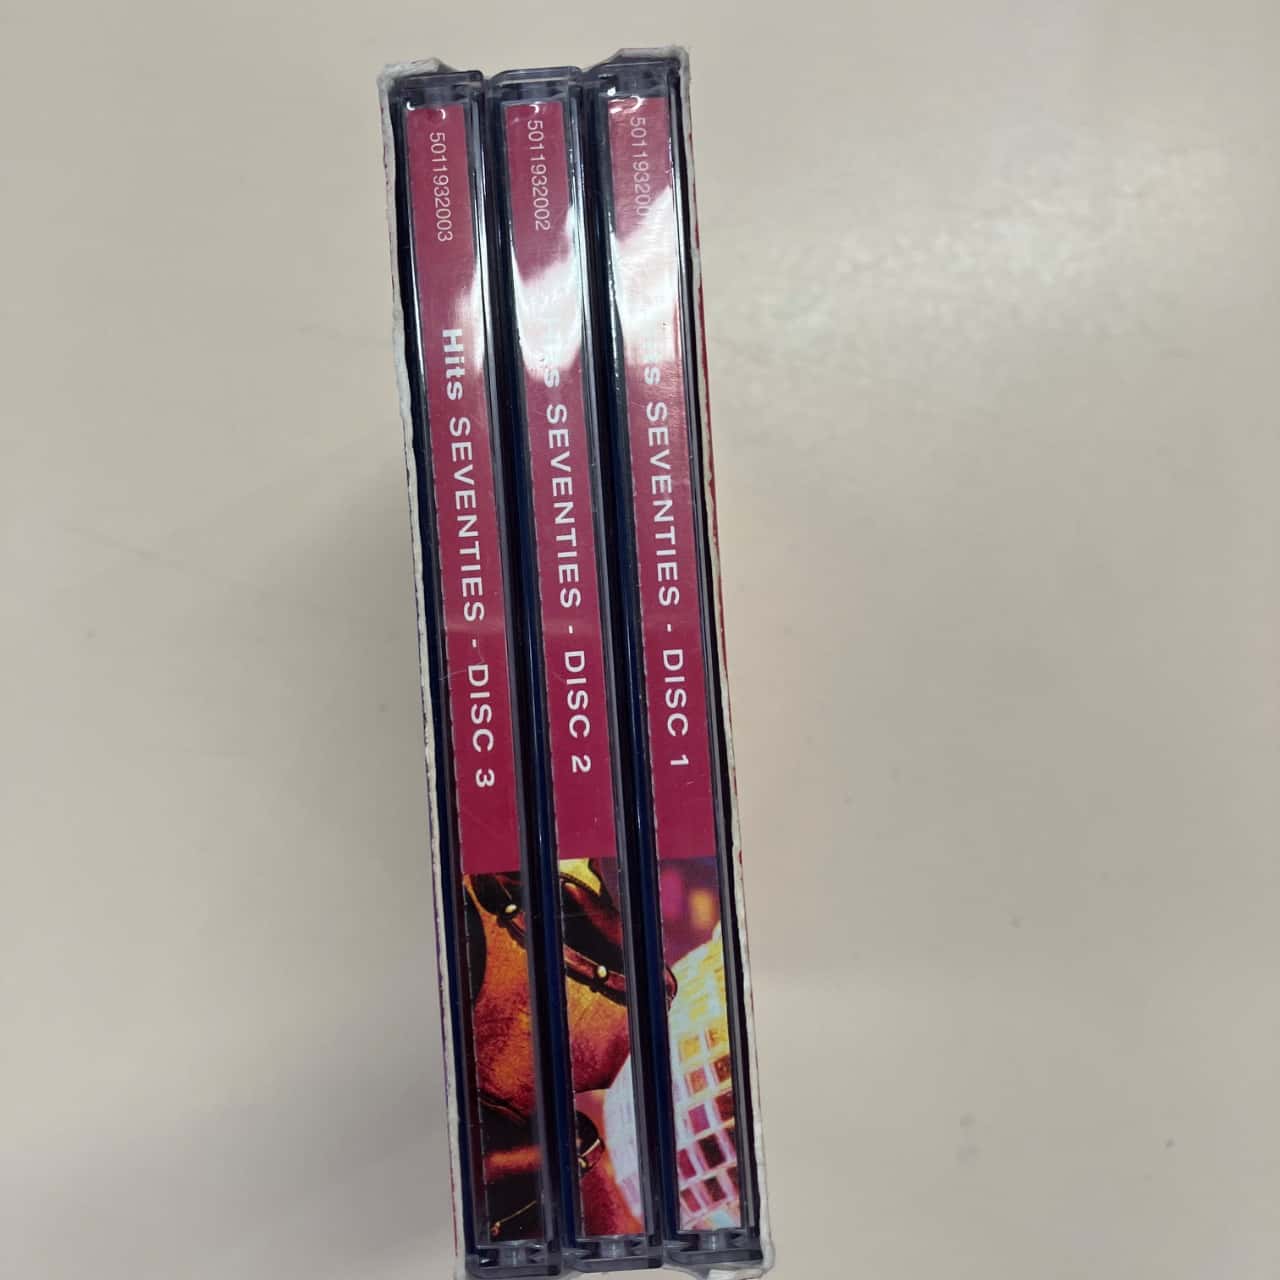 5011932003
Hits SEVENTIES - DISC 3
5011932002
SEVENTIES - DISC 2
SEVENTIES - DISC 1